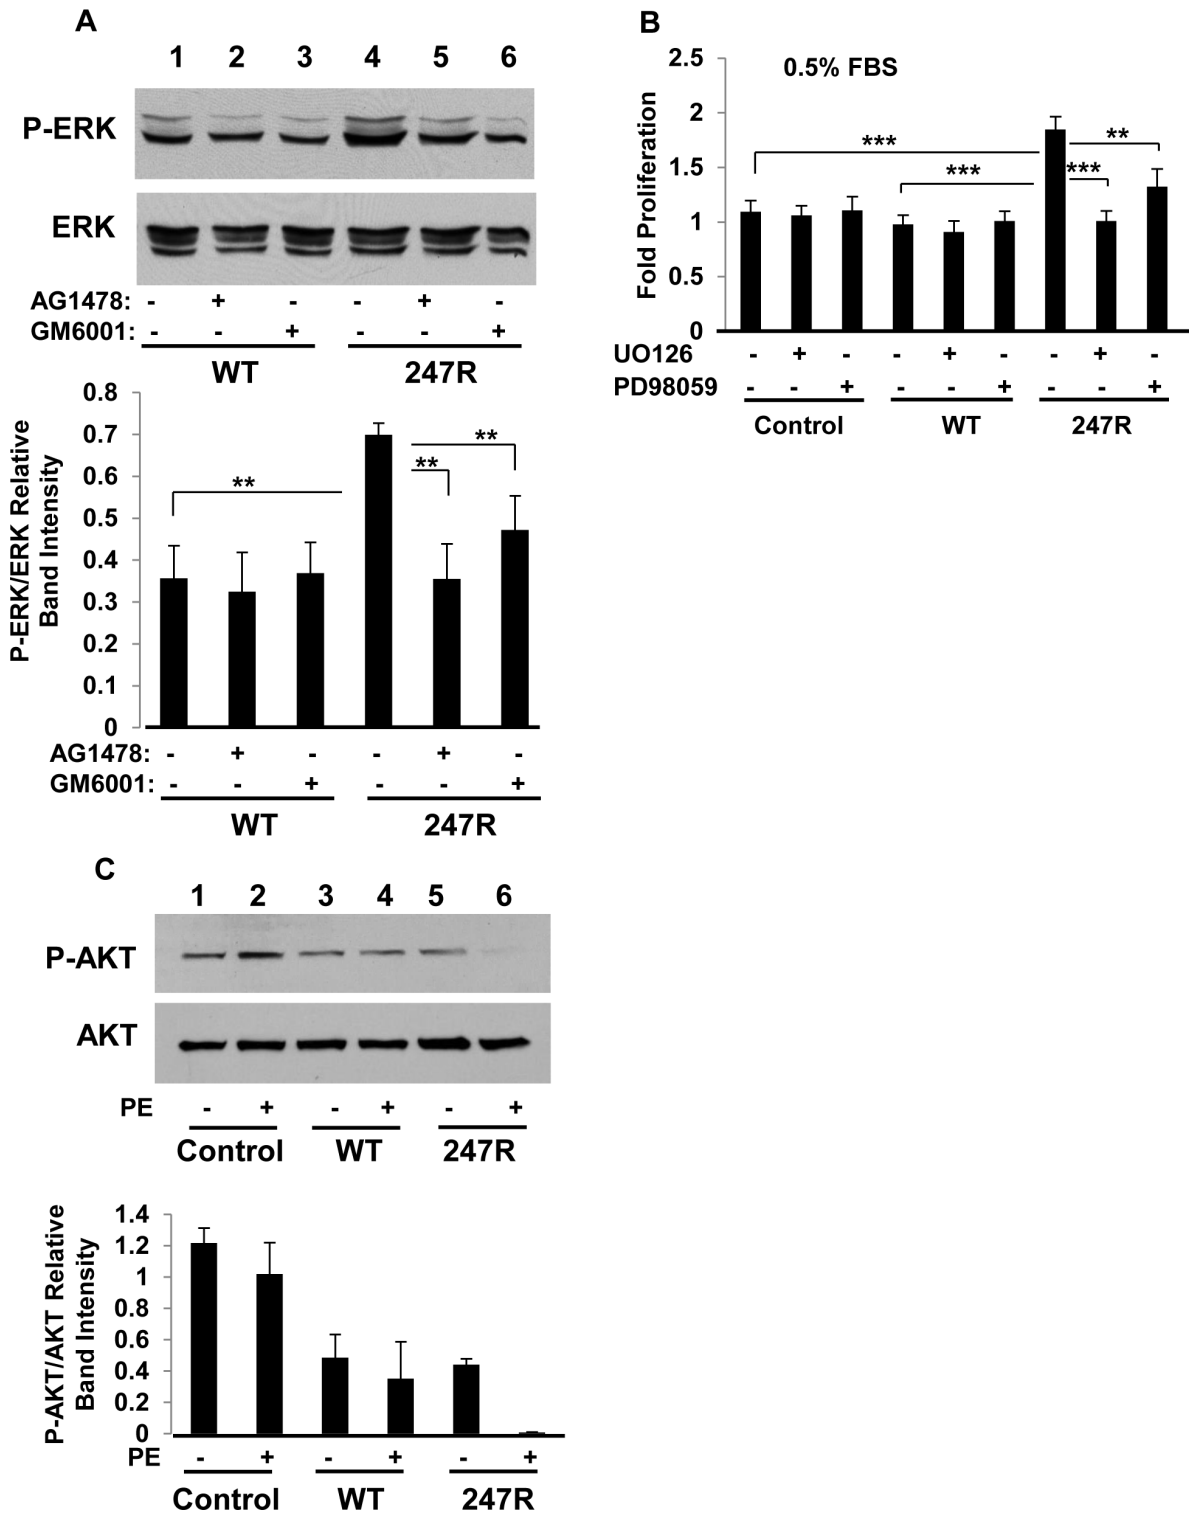 A
1 2 3 4 5 6
P-ERK
ERK
AG1478: - + - - + -
GM6001: - - + - - +
WT 247R
0.8
0.7
0.6
0.5
0.4
0.3
0.2
0.1
0
P-ERK/ERK Relative
Band Intensity
** ** **
AG1478: - + - - + -
GM6001: - - + - - +
WT 247R
B
2.5
2
1.5
1
0.5
0
Fold Proliferation
0.5% FBS
*** *** *** **
UO126 - + - - + - - + -
PD98059 - - + - - + - - +
Control WT 247R
C
1 2 3 4 5 6
P-AKT
AKT
PE - + - + - +
Control WT 247R
1.4
1.2
1
0.8
0.6
0.4
0.2
0
P-AKT/AKT Relative
Band Intensity
PE - + - + - +
Control WT 247R